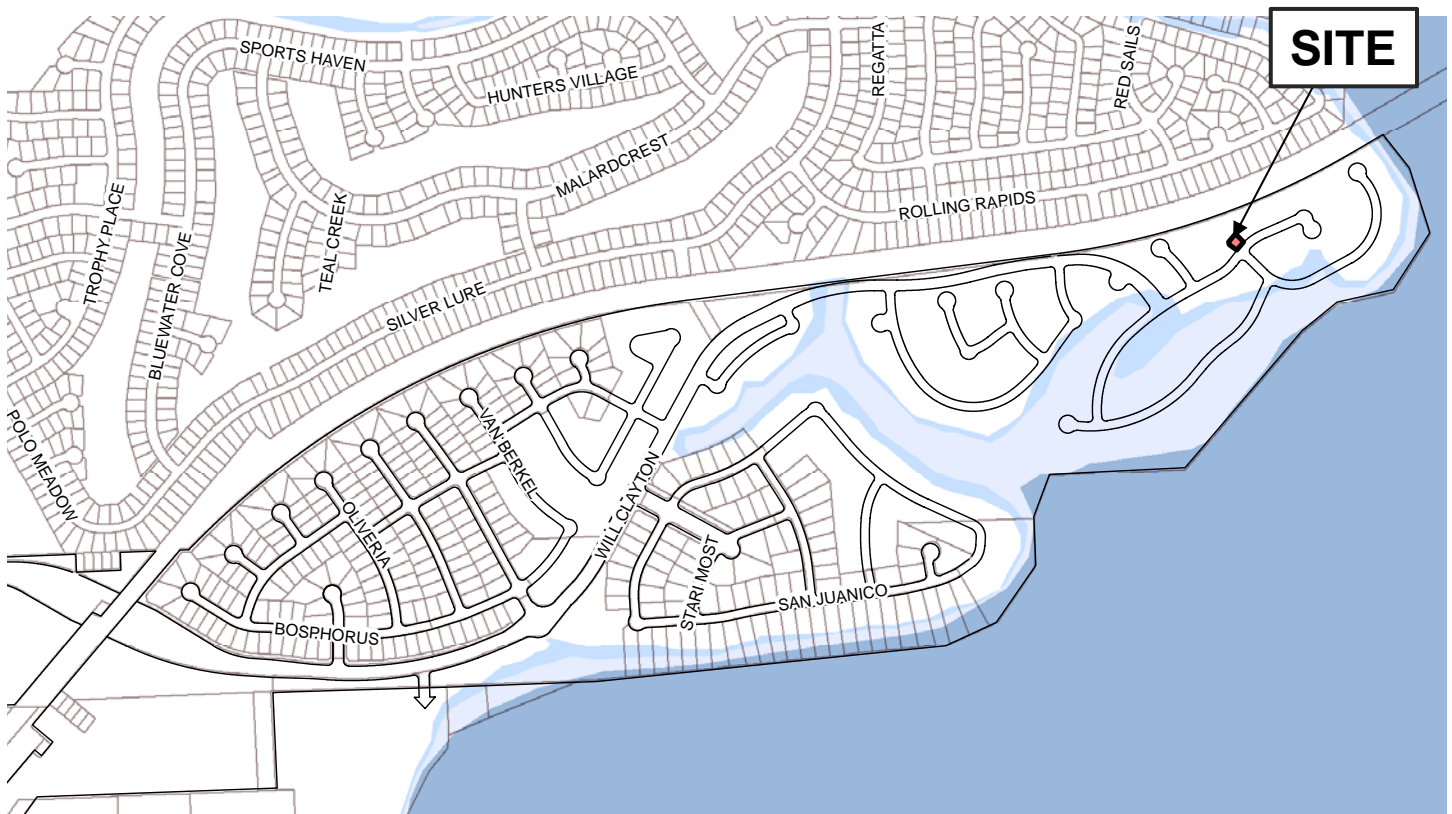 SITE
SPORTS HAVEN
HUNTERS VILLAGE
REGATTA
RED SAILS
MALARDCREST
TROPHY PLACE
TEAL CREEK
ROLLING RAPIDS
BLUEWATER COVE
SILVER LURE
POLO MEADOW
VAN BERKEL
OLIVERIA
WILL CLAYTON
STARI MOST
SAN JUANICO
BOSPHORUS